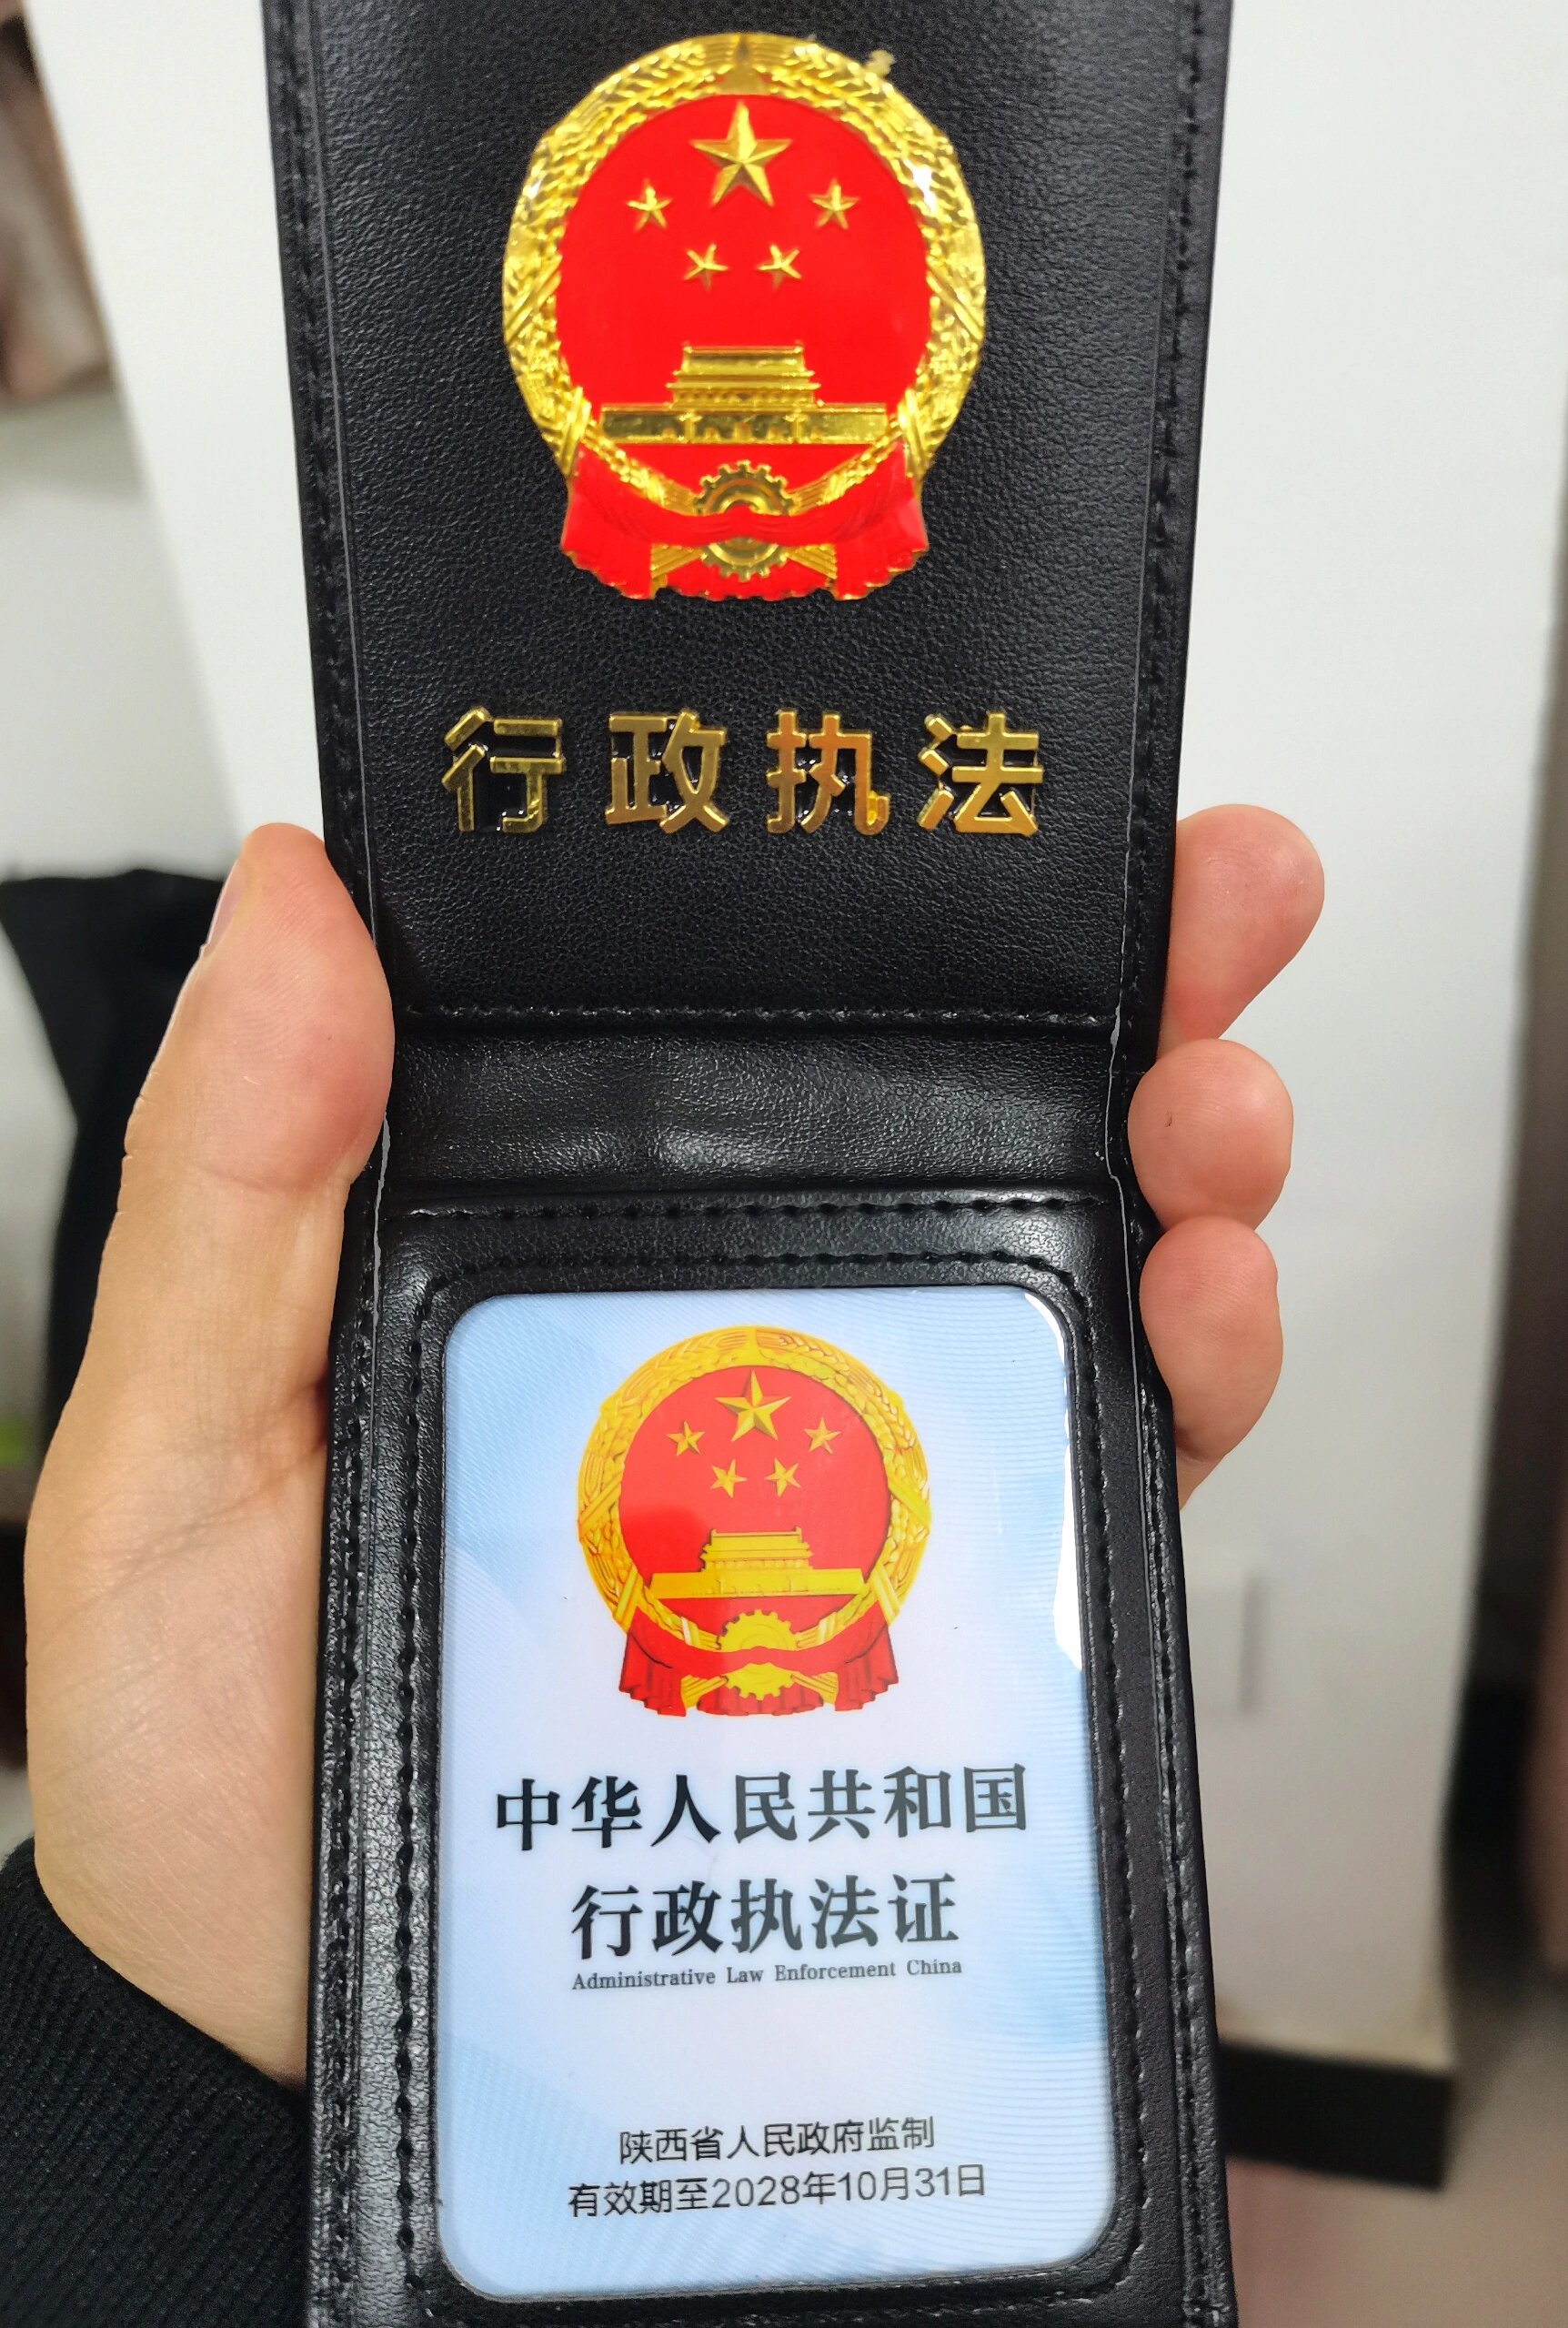 行政执法
中华人民共和国
行政执法证
Administrative Law Enforcement China
陕西省人民政府监制
有效期至2028年10月31日